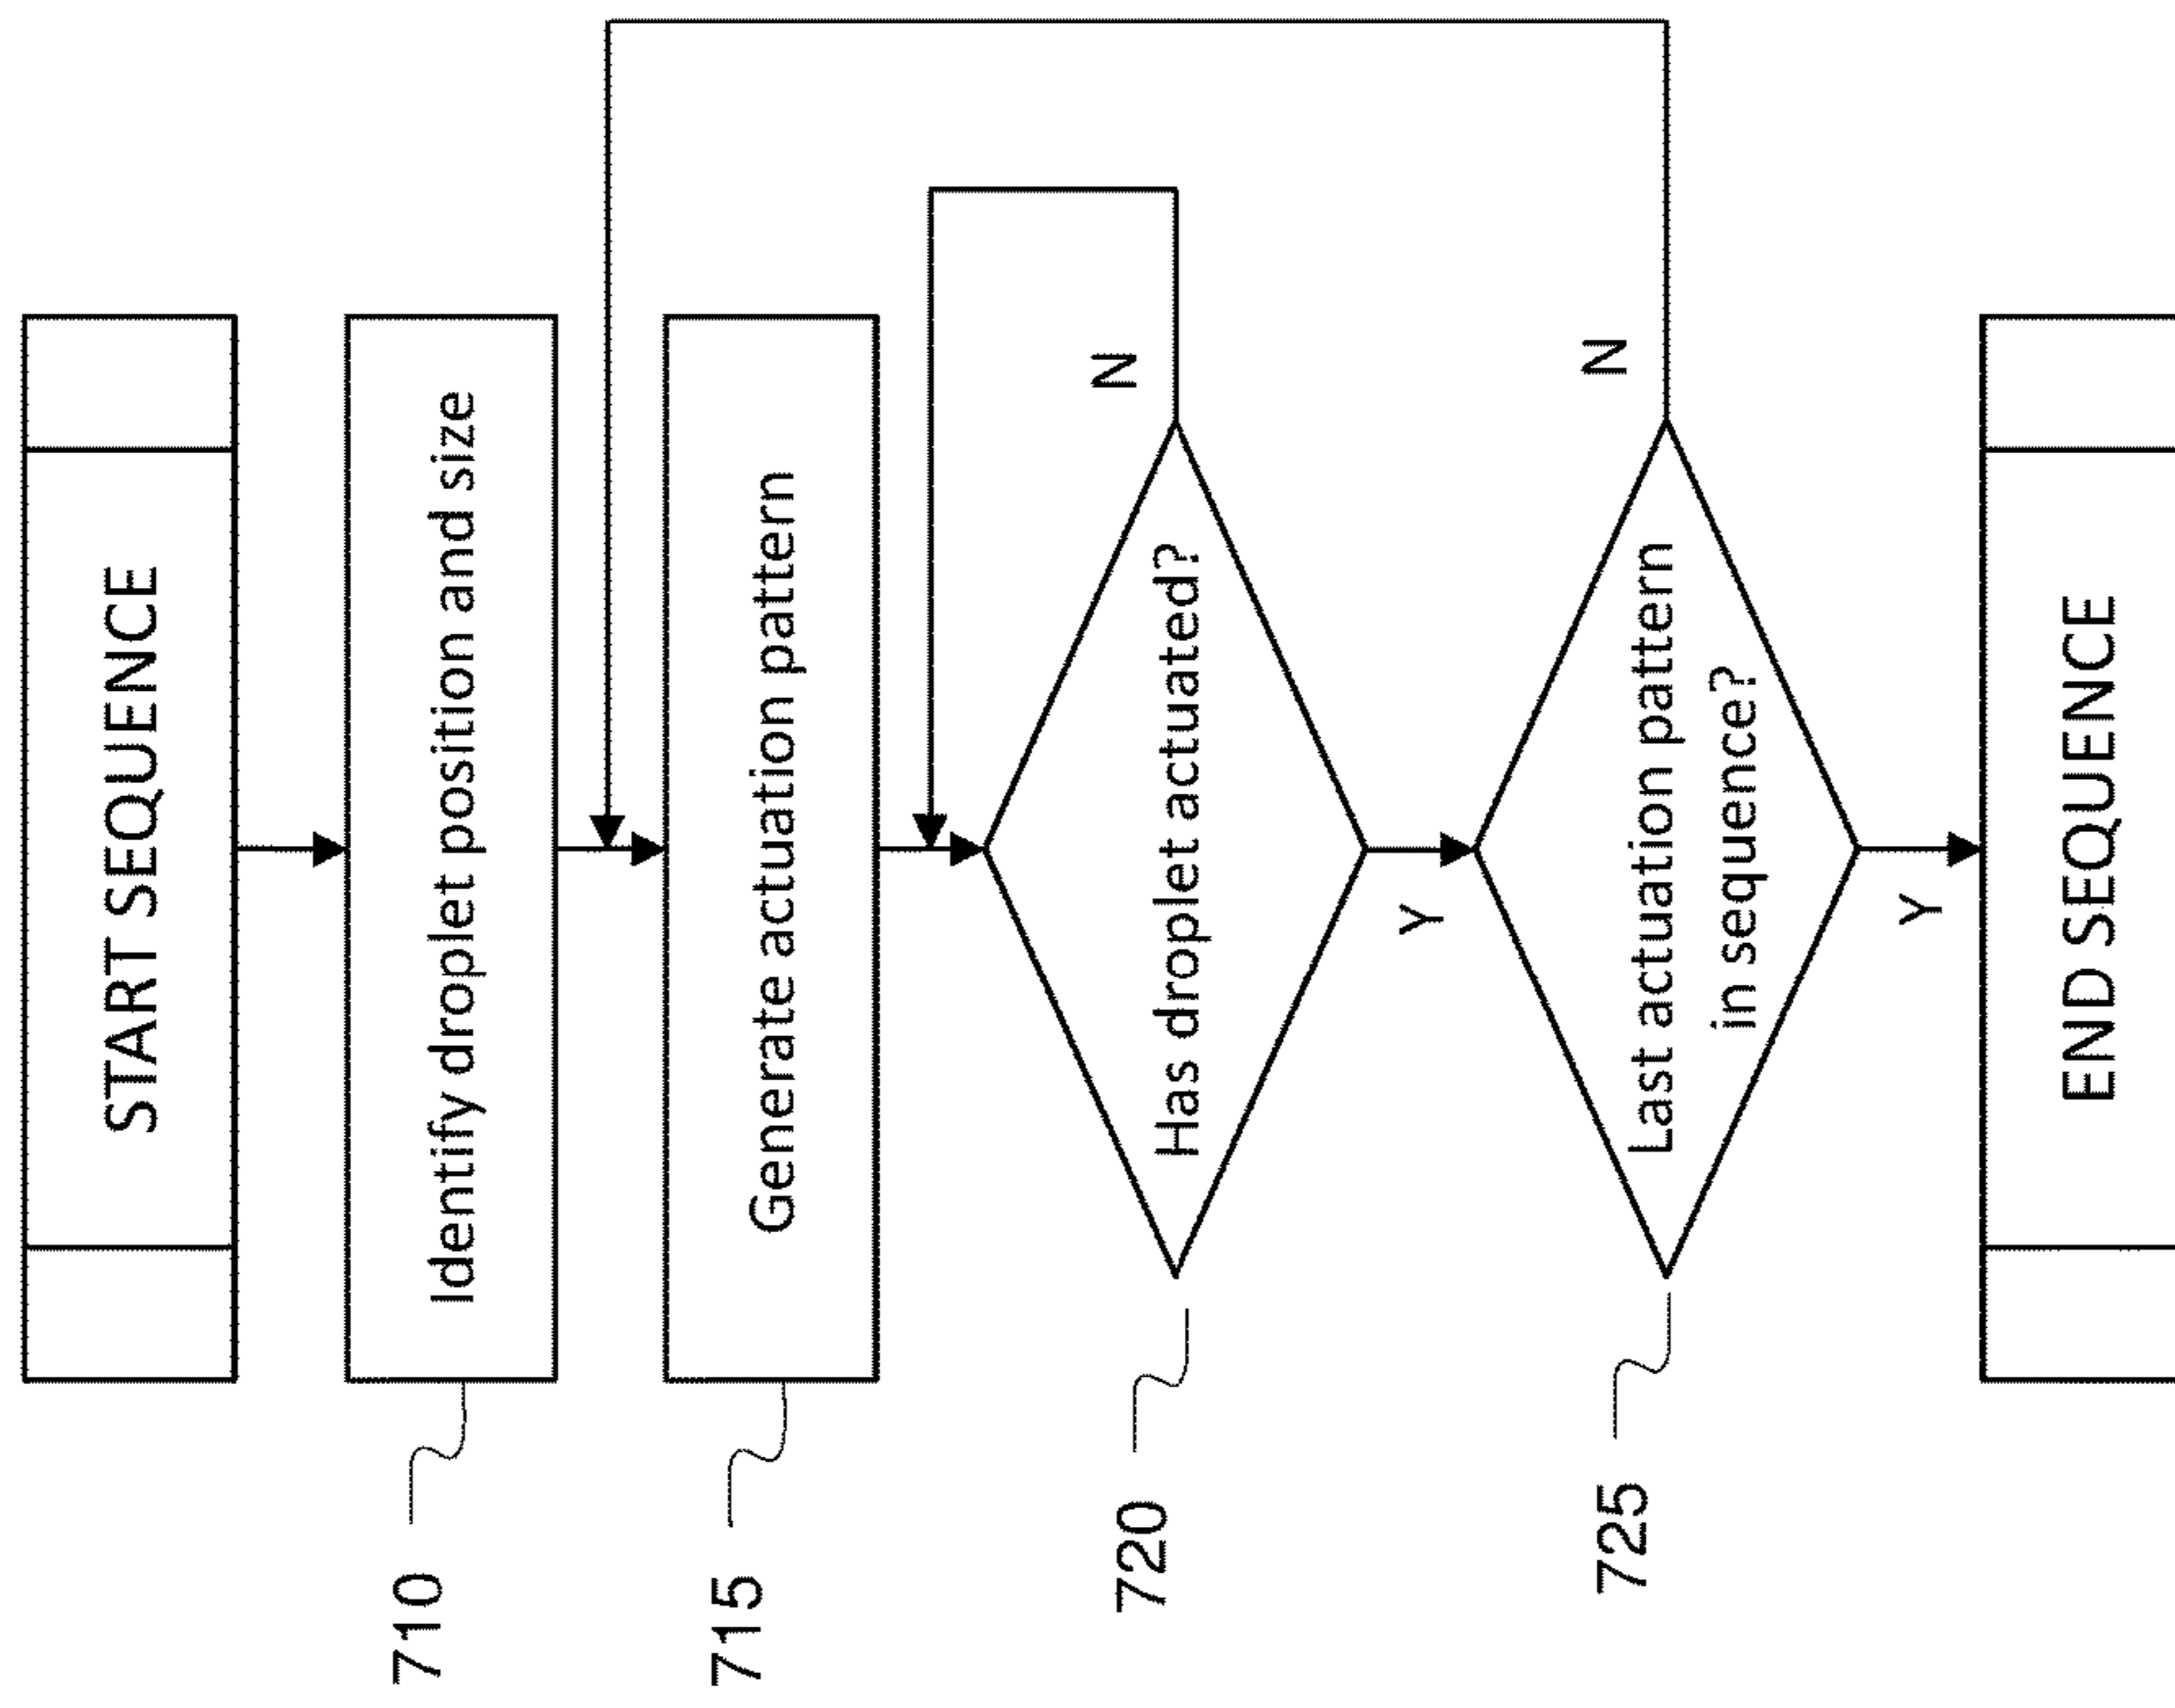 START SEQUENCE
710
Identify droplet position and size
715
Generate actuation pattern
720
Has droplet actuated?
N
Y
725
Last actuation pattern
in sequence?
N
Y
END SEQUENCE